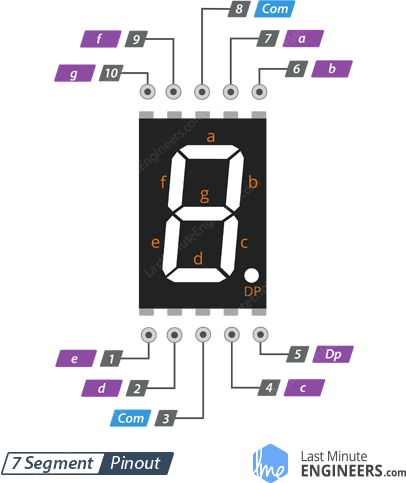 8 Com
f 9
7 a
g 10
6 b
a
f
b
g
e
c
d
DP
e 1
5 Dp
d 2
4 c
Com 3
7 Segment Pinout
lme
Last Minute
ENGINEERS.com